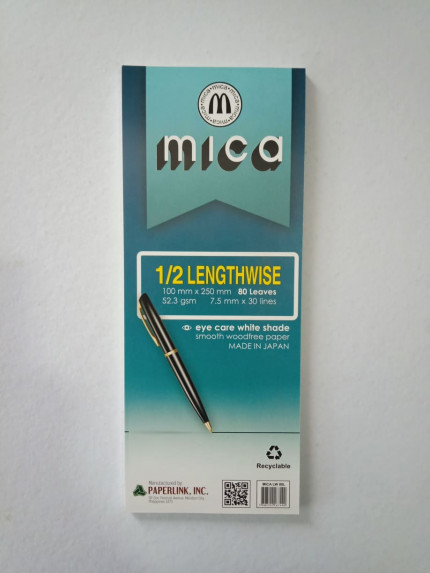 mica
1/2 LENGTHWISE
100 mm x 250 mm 80 Leaves
52.3 gsm 7.5 mm x 30 lines
eye care white shade
smooth woodfree paper
MADE IN JAPAN
Recyclable
Manufactured by:
PAPERLINK, INC.